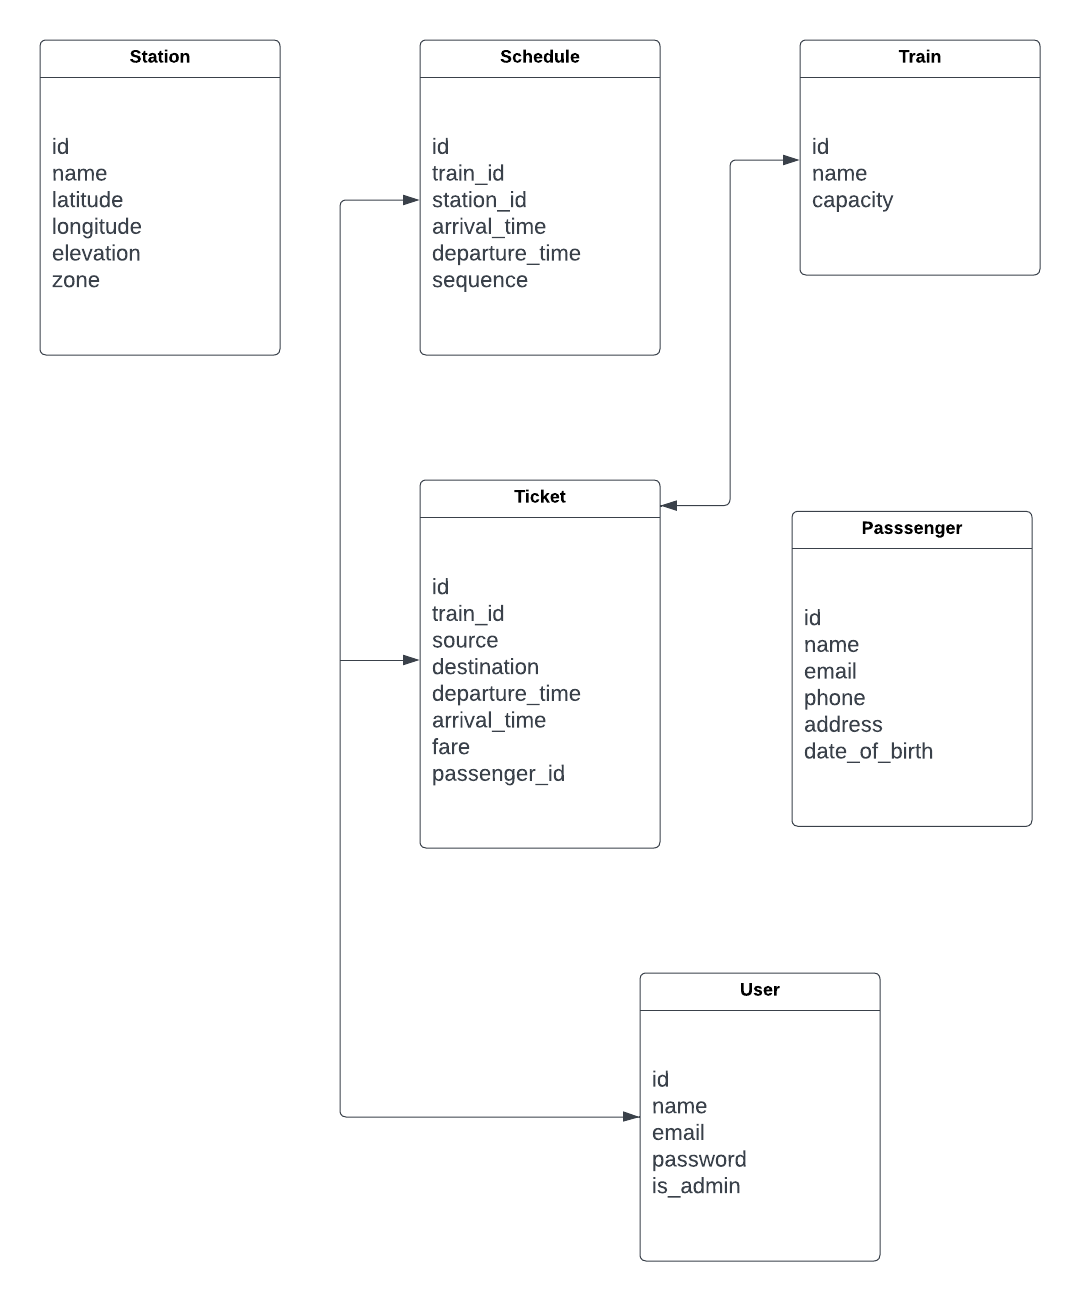 Station
id
name
latitude
longitude
elevation
zone
Schedule
id
train_id
station_id
arrival_time
departure_time
sequence
Train
id
name
capacity
Ticket
id
train_id
source
destination
departure_time
arrival_time
fare
passenger_id
Passsenger
id
name
email
phone
address
date_of_birth
User
id
name
email
password
is_admin